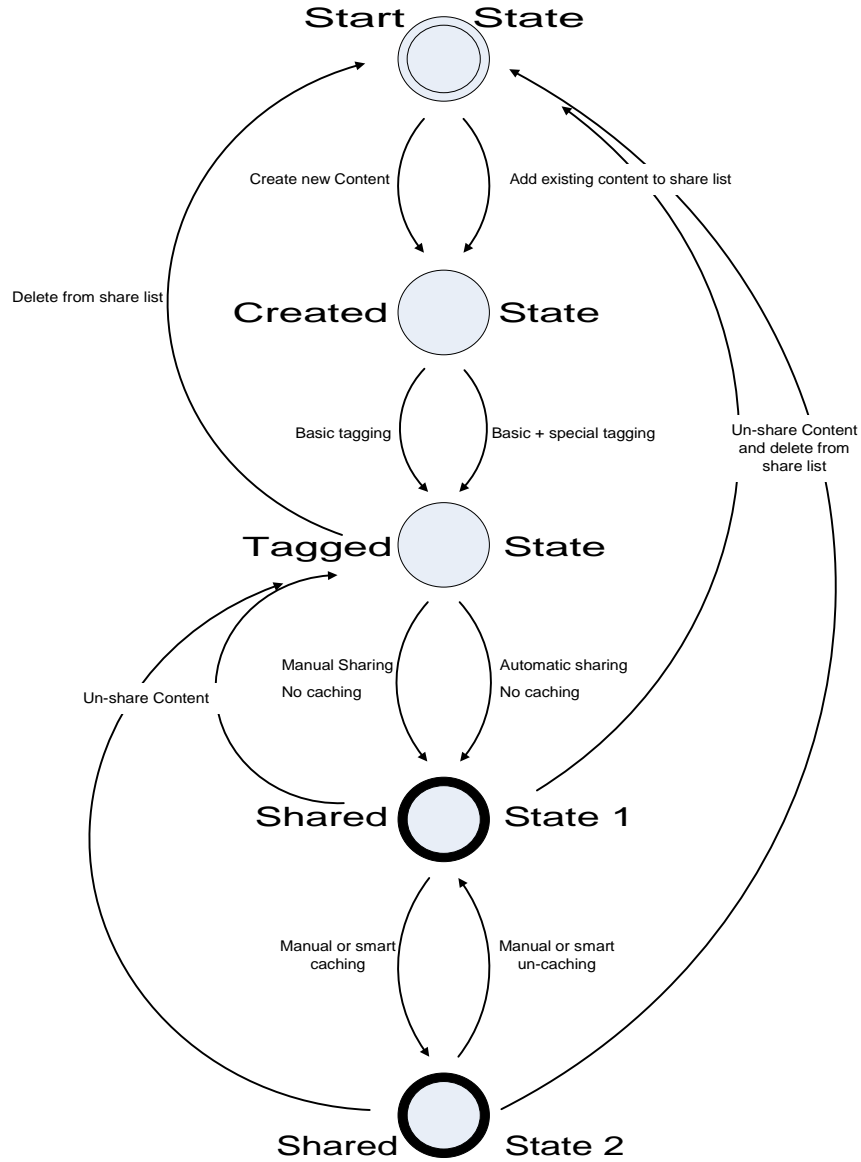 Start State
Create new Content
Add existing content to share list
Delete from share list
Created State
Basic tagging
Basic + special tagging
Un-share Content
and delete from
share list
Tagged State
Manual Sharing
No caching
Automatic sharing
No caching
Un-share Content
Shared State 1
Manual or smart
caching
Manual or smart
un-caching
Shared State 2